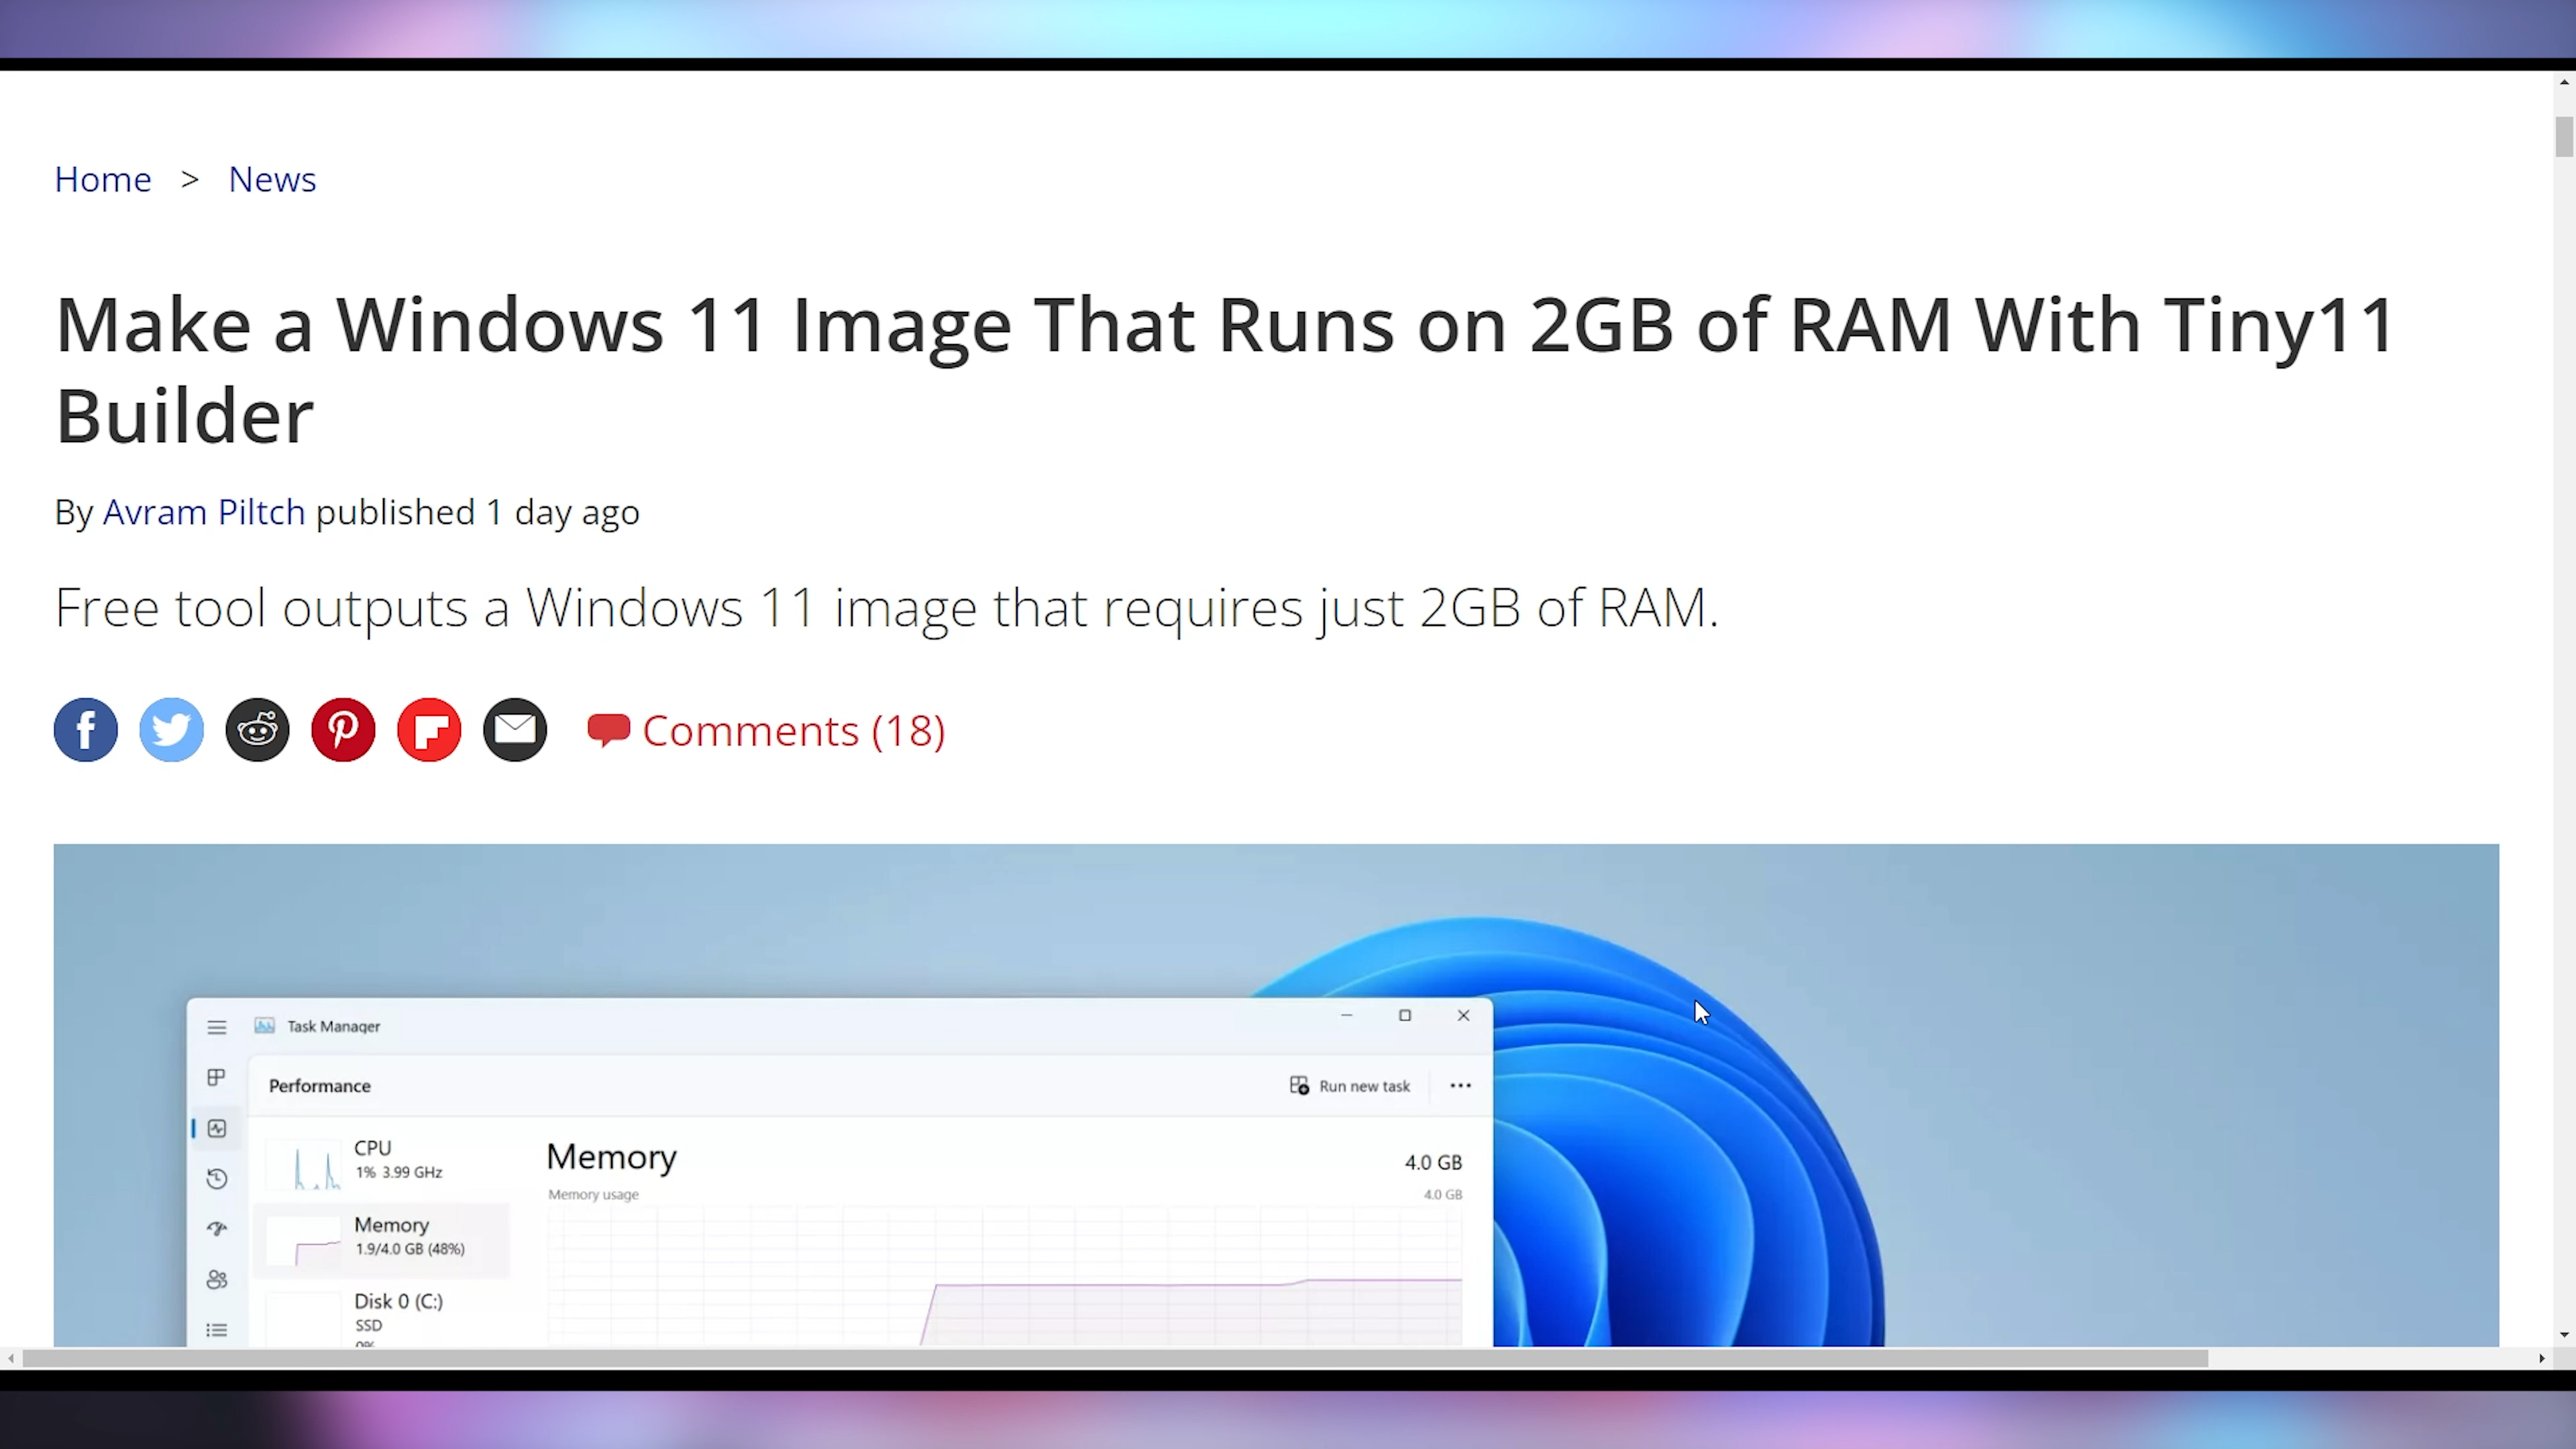 Home > News
Make a Windows 11 Image That Runs on 2GB of RAM With Tiny11
Builder
By Avram Piltch published 1 day ago
Free tool outputs a Windows 11 image that requires just 2GB of RAM.
Comments (18)
Task Manager
Performance
Run new task
CPU
1% 3.99 GHz
Memory
1.9/4.0 GB (48%)
Disk 0 (C:)
SSD
0%
Memory 4.0 GB
Memory usage 4.0 GB